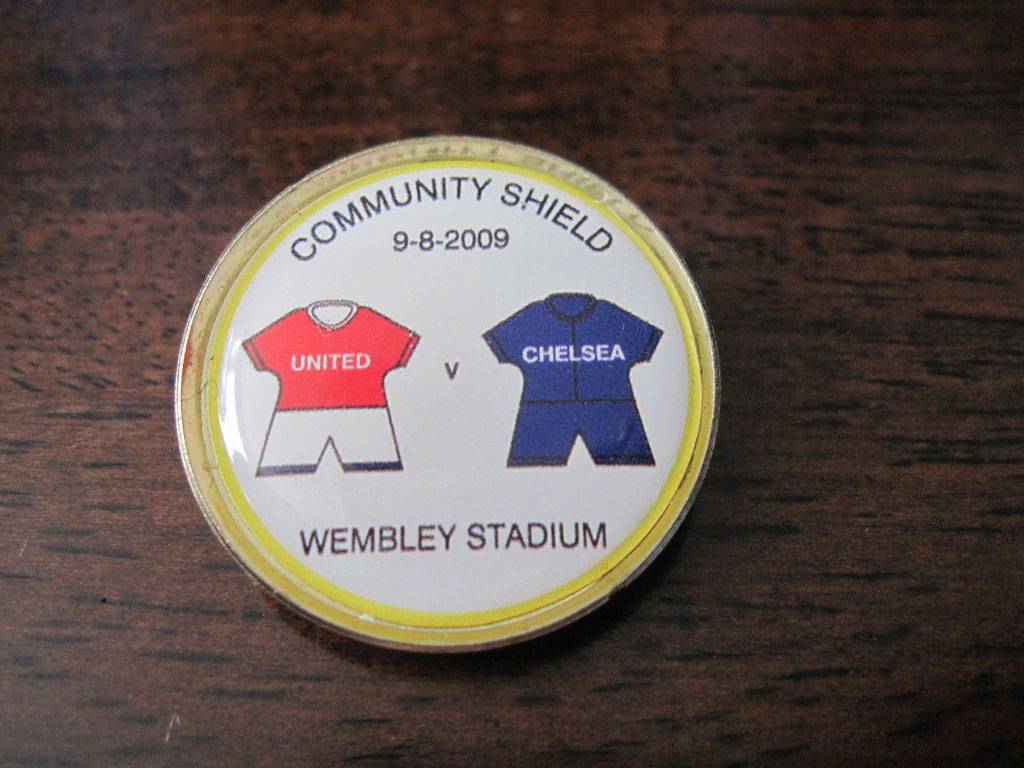 COMMUNITY SHIELD
9-8-2009
UNITED v CHELSEA
WEMBLEY STADIUM